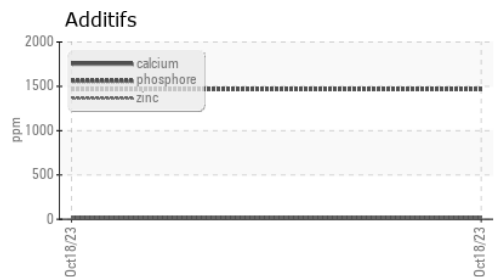 Additifs
2000
1500
1000
500
0
ppm
calcium
phosphore
zinc
Oct18/23
Oct18/23